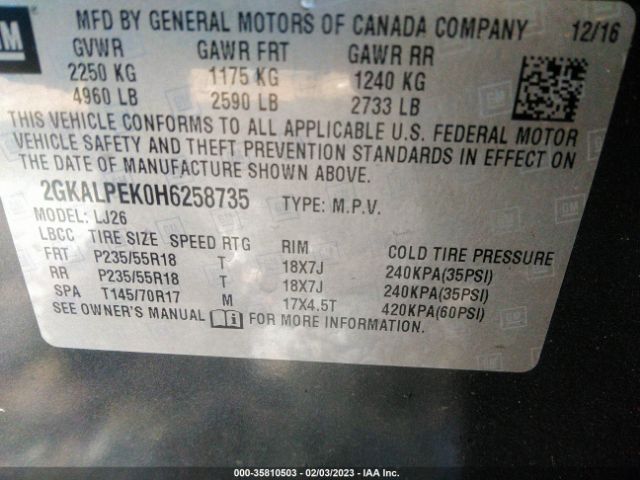 GM
MFD BY GENERAL MOTORS OF CANADA COMPANY 12/16
GVWR GAWR FRT GAWR RR
2250 KG 1175 KG 1240 KG
4960 LB 2590 LB 2733 LB
THIS VEHICLE CONFORMS TO ALL APPLICABLE U.S. FEDERAL MOTOR
VEHICLE SAFETY AND THEFT PREVENTION STANDARDS IN EFFECT ON
THE DATE OF MANUFACTURE SHOWN ABOVE.
2GKALPEK0H6258735 TYPE: M.P.V.
MODEL: LJ26
LBCC TIRE SIZE SPEED RTG RIM COLD TIRE PRESSURE
FRT P235/55R18 T 18X7J 240KPA(35PSI)
RR P235/55R18 T 18X7J 240KPA(35PSI)
SPA T145/70R17 M 17X4.5T 420KPA(60PSI)
SEE OWNER'S MANUAL FOR MORE INFORMATION.
000-35810503 - 02/03/2023 - IAA Inc.